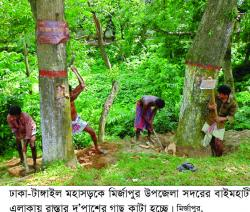 ঢাকা-টাঙ্গাইল মহাসড়কে মির্জাপুর উপজেলা সদরের বাইমহাটি
এলাকায় রাস্তার দু’পাশের গাছ কাটা হচ্ছে। মির্জাপুর.